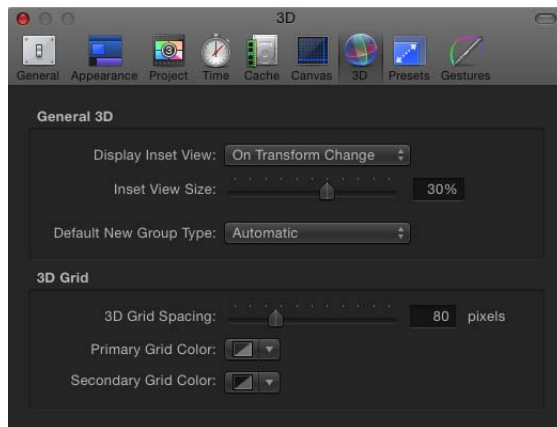 3D
General Appearance Project Time Cache Canvas 3D Presets Gestures
General 3D
Display Inset View: On Transform Change
Inset View Size: 30%
Default New Group Type: Automatic
3D Grid
3D Grid Spacing: 80 pixels
Primary Grid Color:
Secondary Grid Color: